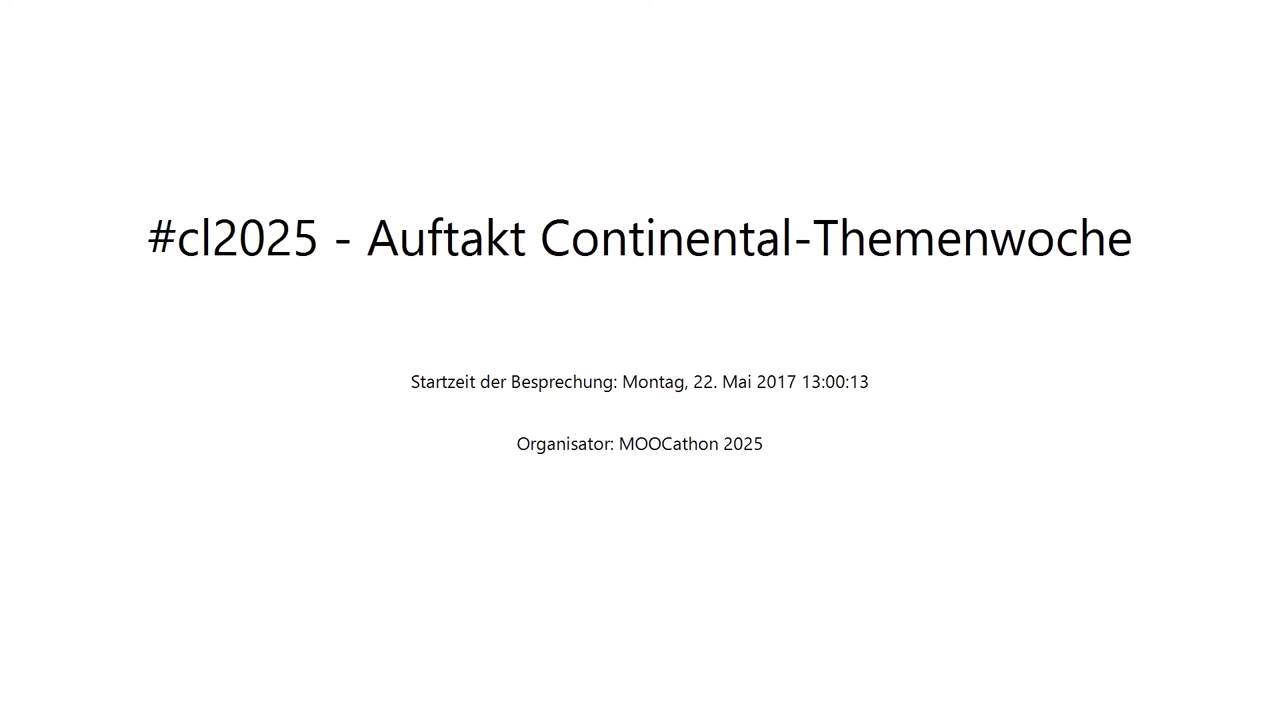 #cl2025 - Auftakt Continental-Themenwoche
Startzeit der Besprechung: Montag, 22. Mai 2017 13:00:13
Organisator: MOOCathon 2025